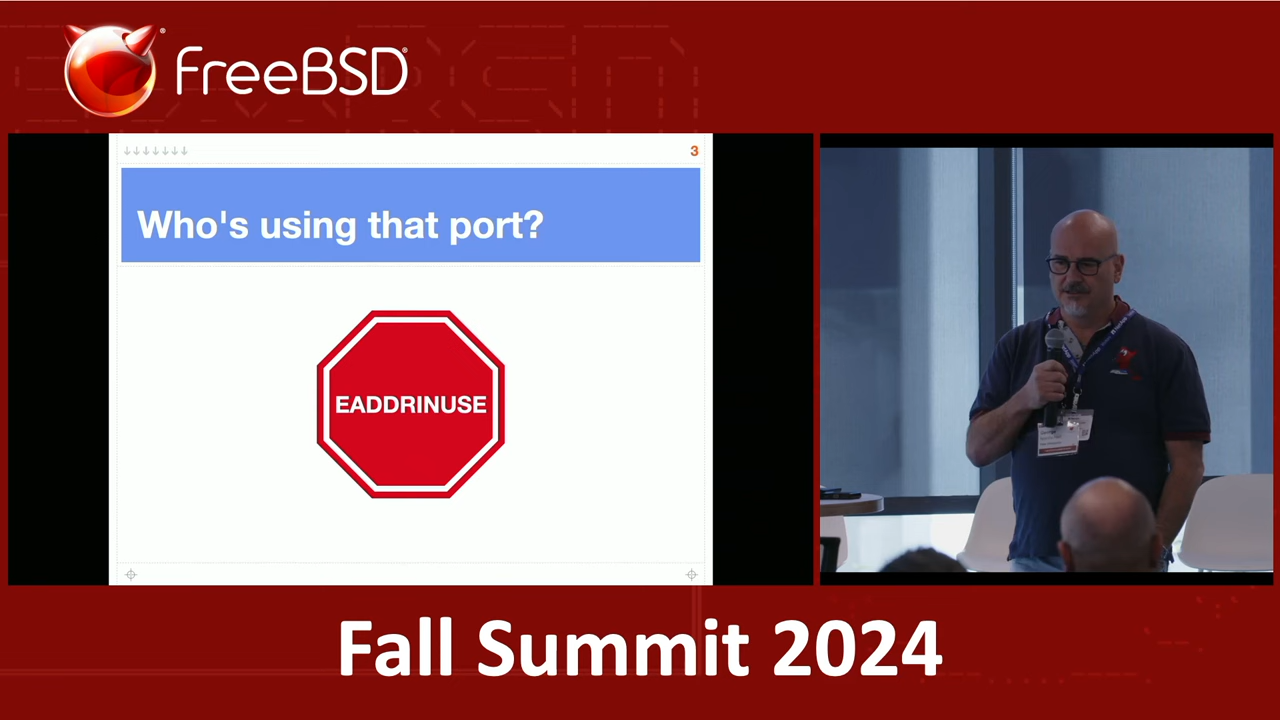 FreeBSD®
3
Who's using that port?
EADDRINUSE
Fall Summit 2024